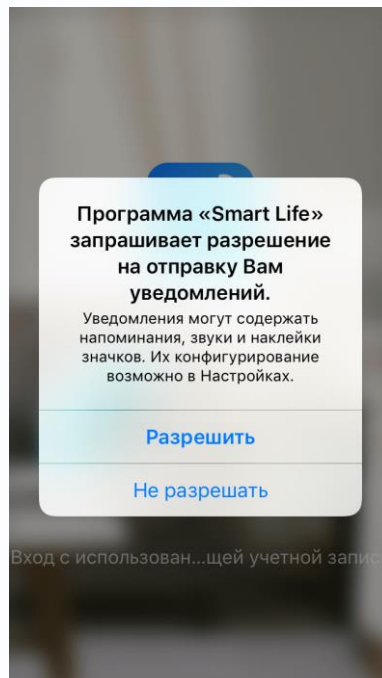 Программа «Smart Life»
запрашивает разрешение
на отправку Вам
уведомлений.
Уведомления могут содержать
напоминания, звуки и наклейки
значков. Их конфигурирование
возможно в Настройках.
Разрешить
Не разрешать
Вход с использован...щей учетной запис